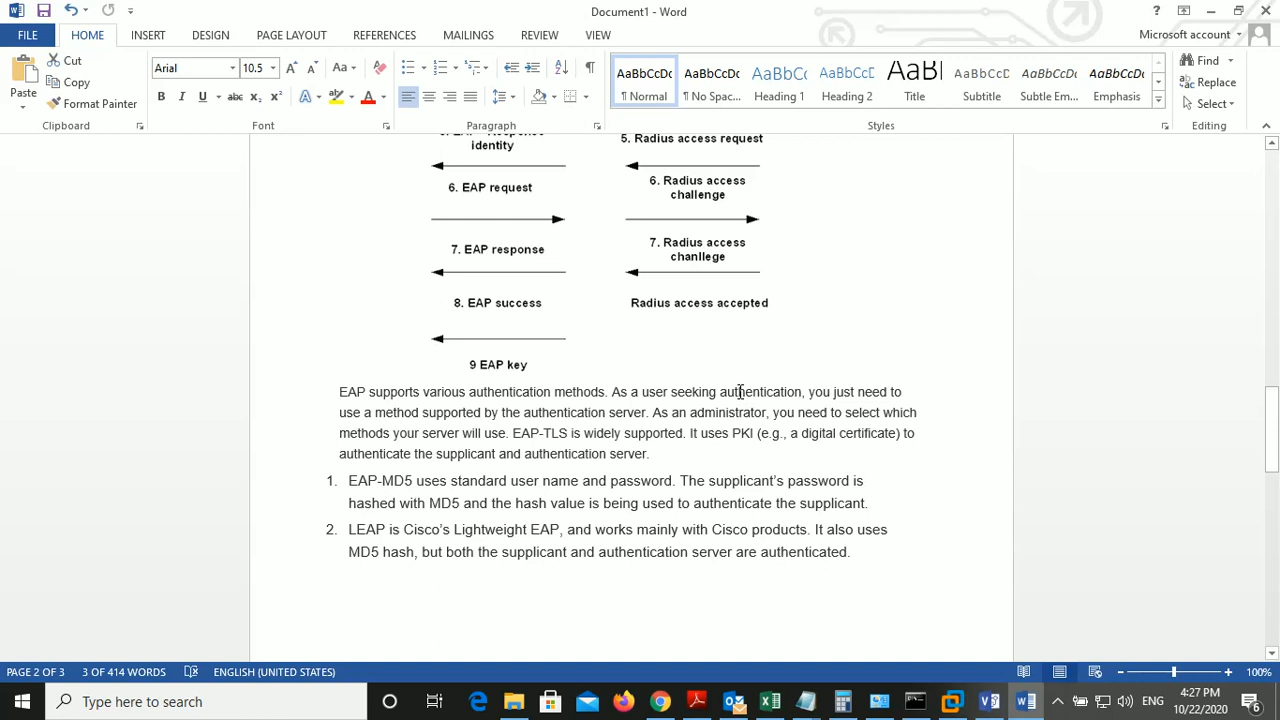 Document1 - Word
?
FILE HOME INSERT DESIGN PAGE LAYOUT REFERENCES MAILINGS REVIEW VIEW Microsoft account
Paste
Cut
Copy
Format Painter
Clipboard
Arial 10.5 Aa
B I U abc x₂ x² A A
Font
Paragraph
AaBbCcDc AaBbCcDc AaBbCc AaBbCcE AaBl AaBbCcD AaBbCcDc AaBbCcDc
¶ Normal ¶ No Spac... Heading 1 Heading 2 Title Subtitle Subtle Em... Emphasis
Styles
Find
Replace
Select
Editing
identity
5. Radius access request
6. EAP request
6. Radius access
challenge
7. EAP response
7. Radius access
chanllege
8. EAP success
Radius access accepted
9 EAP key
EAP supports various authentication methods. As a user seeking authentication, you just need to
use a method supported by the authentication server. As an administrator, you need to select which
methods your server will use. EAP-TLS is widely supported. It uses PKI (e.g., a digital certificate) to
authenticate the supplicant and authentication server.
1. EAP-MD5 uses standard user name and password. The supplicant’s password is
hashed with MD5 and the hash value is being used to authenticate the supplicant.
2. LEAP is Cisco’s Lightweight EAP, and works mainly with Cisco products. It also uses
MD5 hash, but both the supplicant and authentication server are authenticated.
PAGE 2 OF 3 3 OF 414 WORDS ENGLISH (UNITED STATES) 100%
Type here to search
ENG
4:27 PM
10/22/2020
6